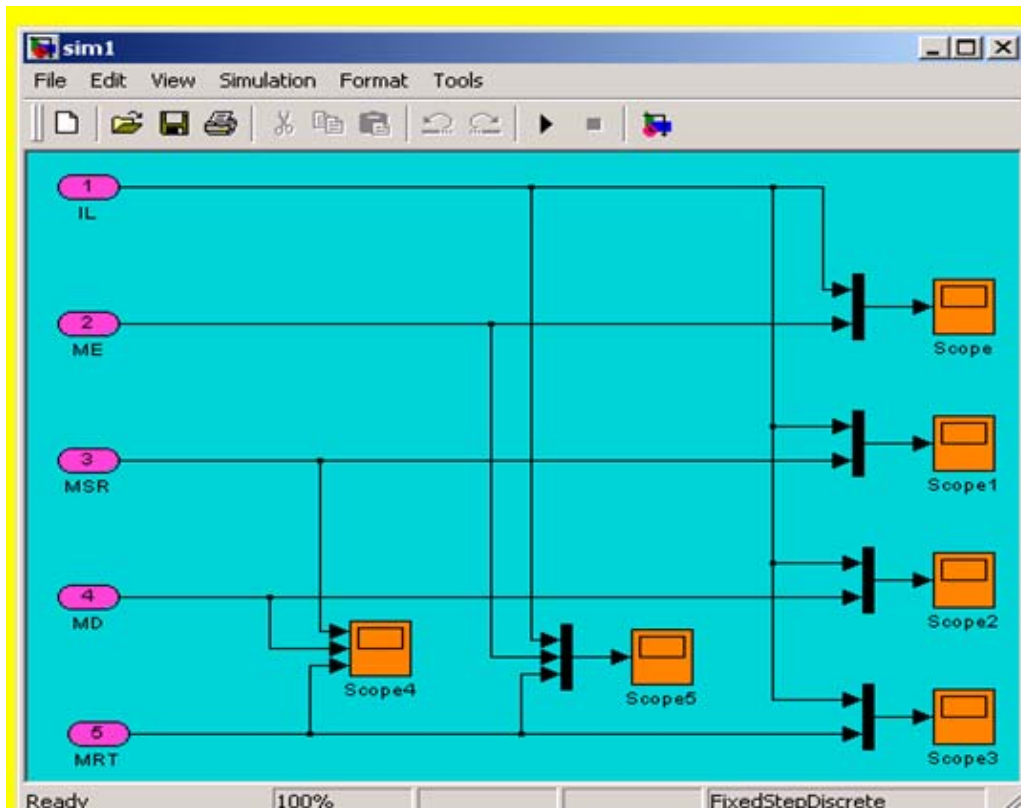 sim1
File Edit View Simulation Format Tools
1
IL
2
ME
Scope
3
MSR
Scope1
4
MD
Scope2
Scope4
Scope5
5
MRT
Scope3
Ready 100% FixedStepDiscrete